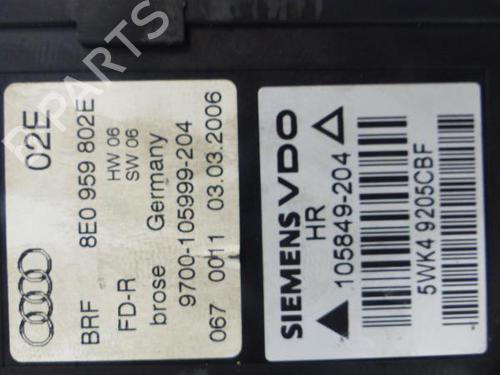 02E
BRF 8E0 959 802E
HW 06
FD-R SW 06
brose Germany
9700-105999-204
067 0011 03.03.2006
SIEMENS VDO
HR
105849-204
5WK4 9205CBF
B-PARTS